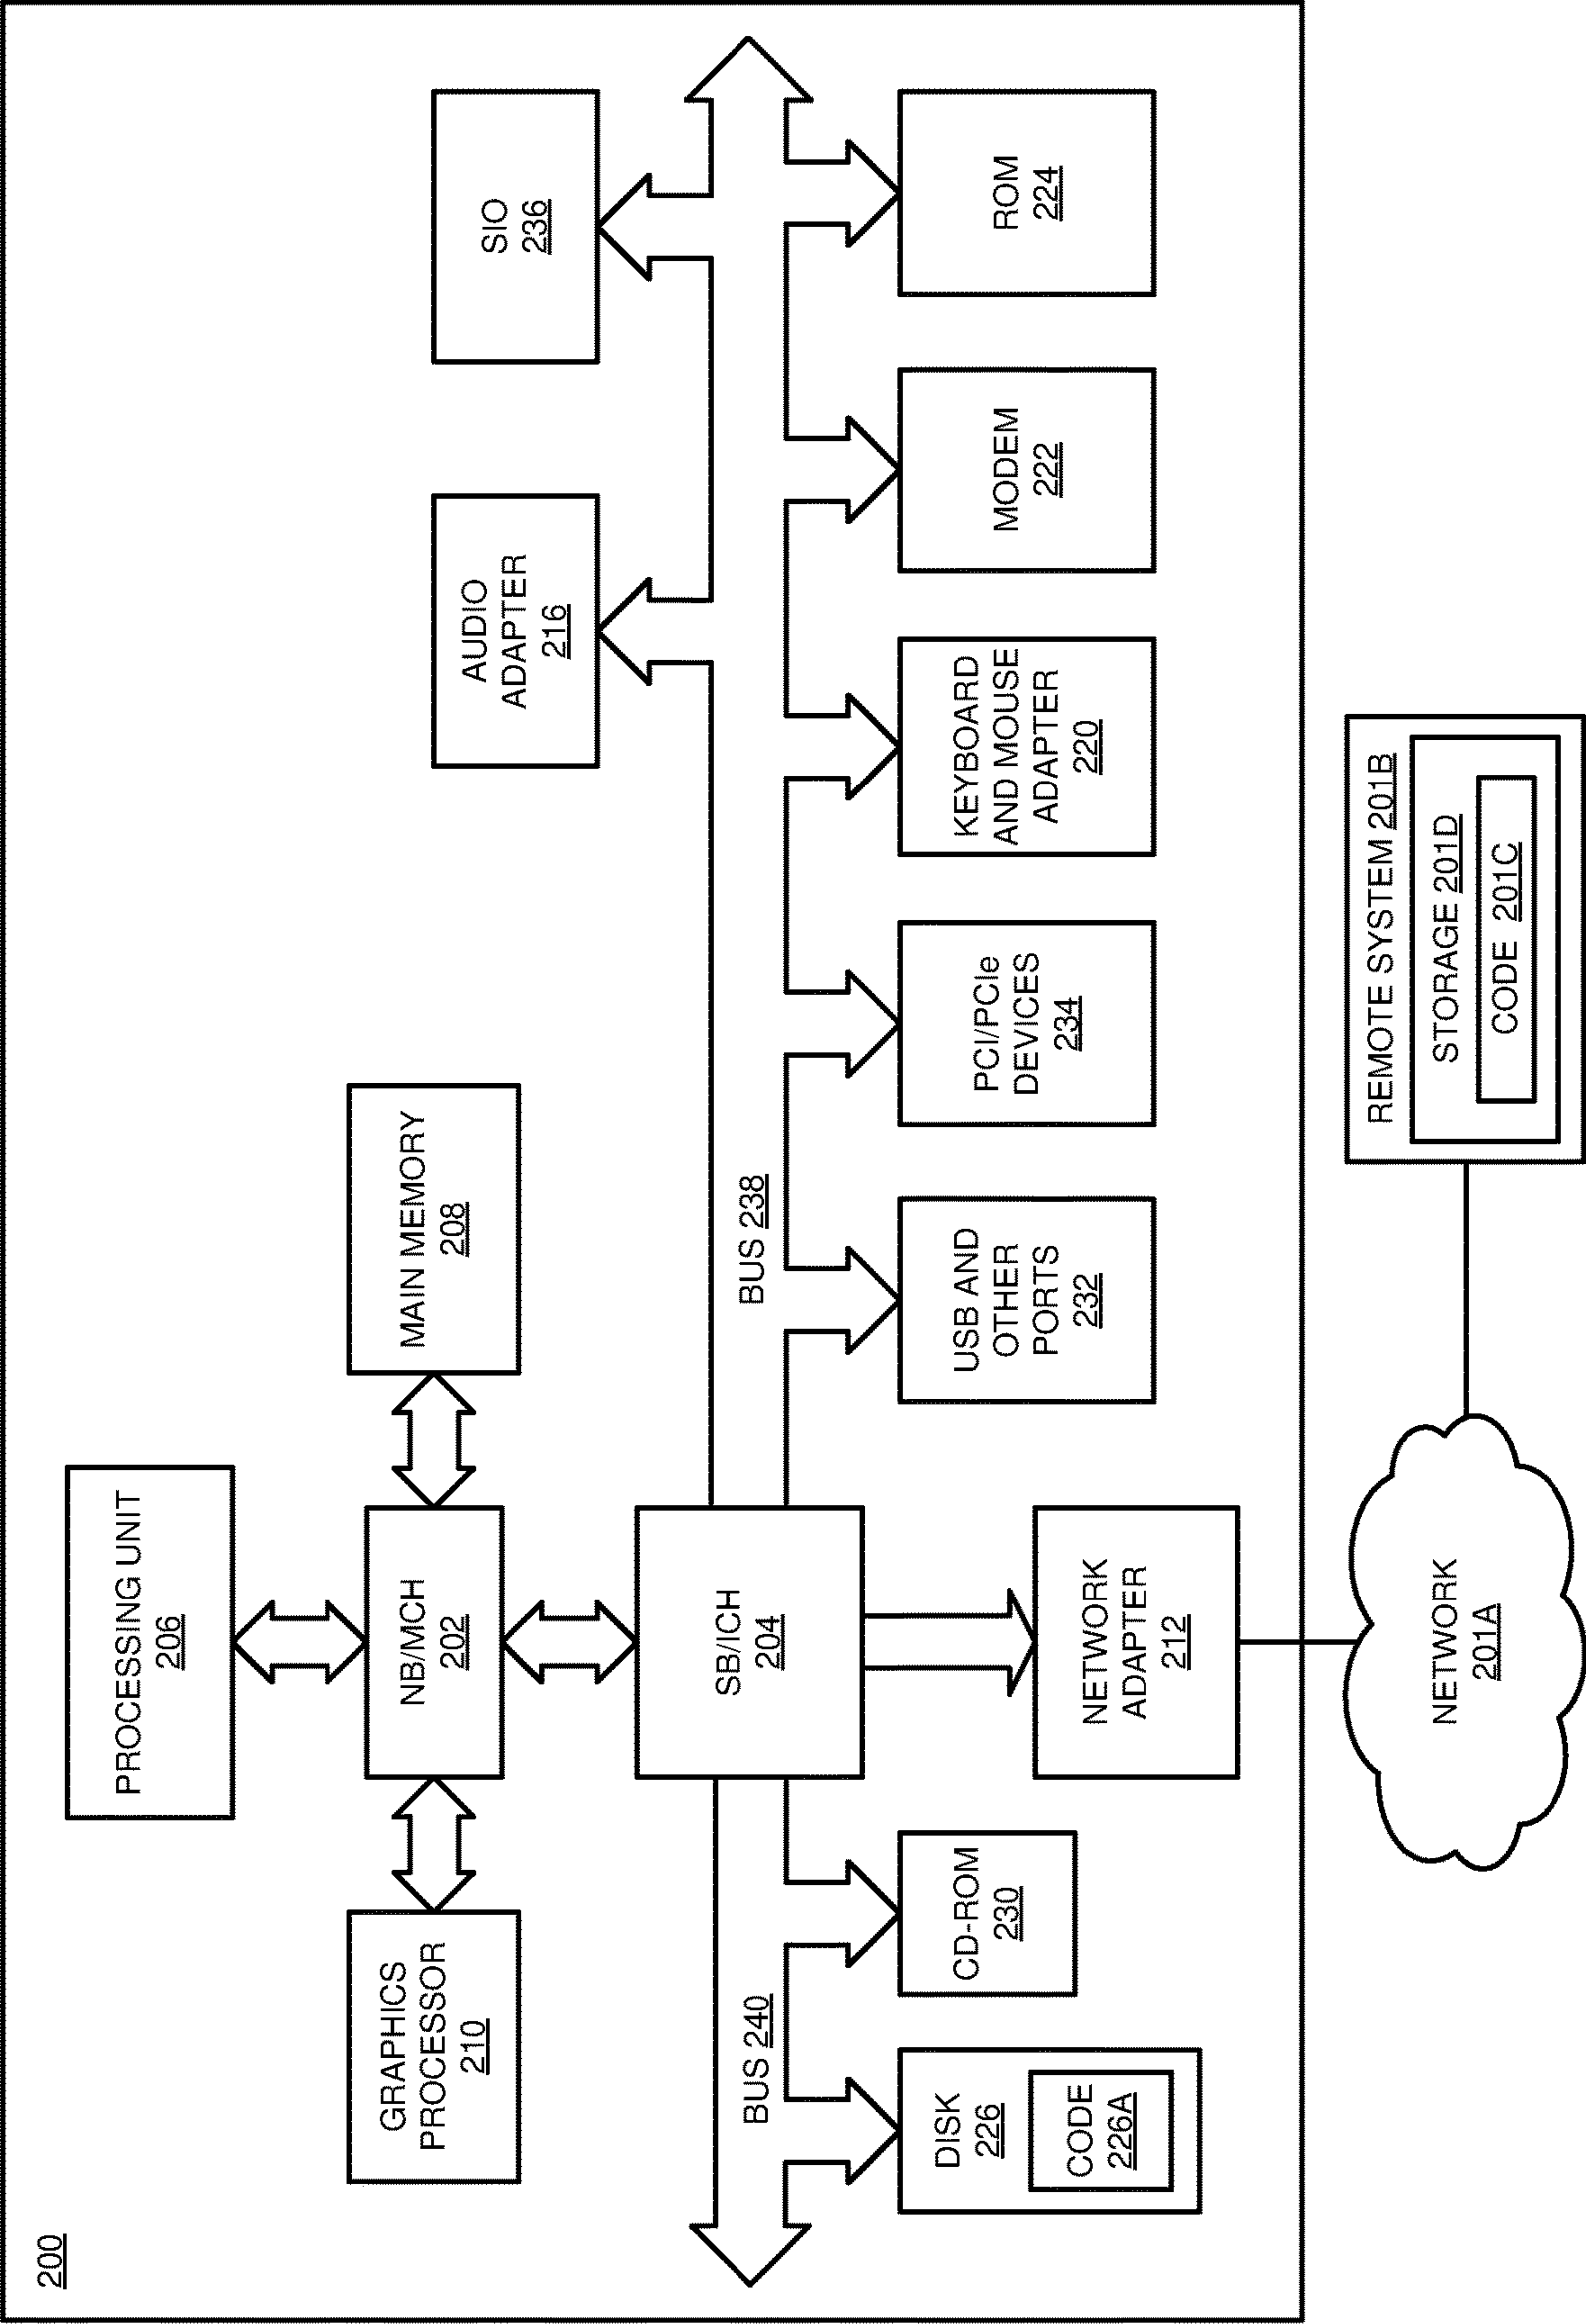 200
PROCESSING UNIT
206
GRAPHICS
PROCESSOR
210
NB/MCH
202
MAIN MEMORY
208
AUDIO
ADAPTER
216
SIO
236
SB/ICH
204
BUS 240
BUS 238
DISK
226
CODE
226A
CD-ROM
230
USB AND
OTHER
PORTS
232
PCI/PCIe
DEVICES
234
KEYBOARD
AND MOUSE
ADAPTER
220
MODEM
222
ROM
224
NETWORK
ADAPTER
212
NETWORK
201A
REMOTE SYSTEM 201B
STORAGE 201D
CODE 201C